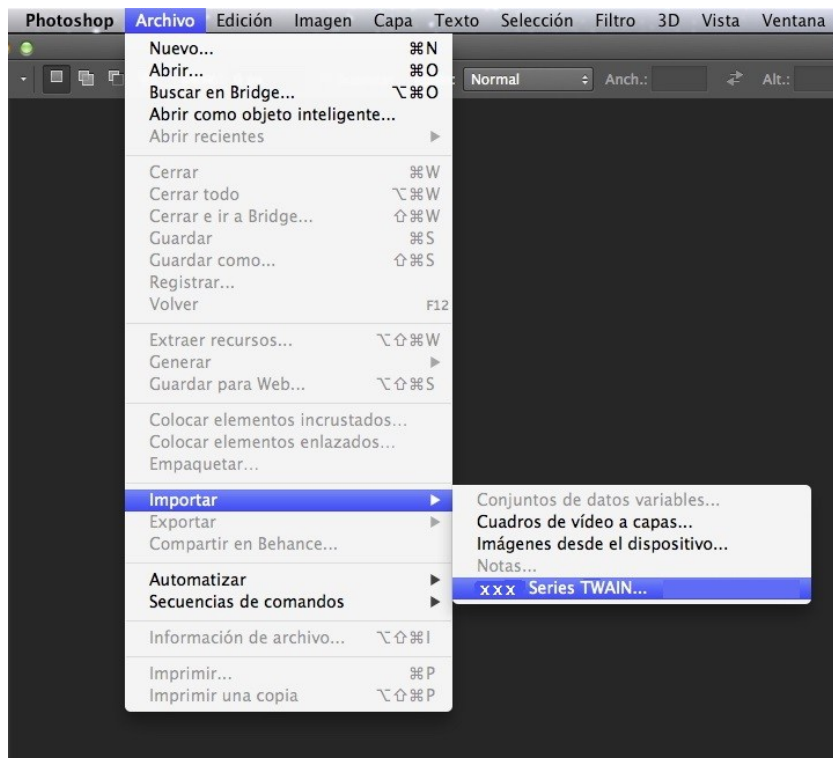 Photoshop Archivo Edición Imagen Capa Texto Selección Filtro 3D Vista Ventana
Normal Anch.: Alt.:
Nuevo... ⌘N
Abrir... ⌘O
Buscar en Bridge... ⌥⌘O
Abrir como objeto inteligente...
Abrir recientes
Cerrar ⌘W
Cerrar todo ⌥⌘W
Cerrar e ir a Bridge... ⇧⌘W
Guardar ⌘S
Guardar como... ⇧⌘S
Registrar...
Volver F12
Extraer recursos... ⌥⇧⌘W
Generar
Guardar para Web... ⌥⇧⌘S
Colocar elementos incrustados...
Colocar elementos enlazados...
Empaquetar...
Importar
Exportar
Compartir en Behance...
Automatizar
Secuencias de comandos
Información de archivo... ⌥⇧⌘I
Imprimir... ⌘P
Imprimir una copia ⌥⇧⌘P
Conjuntos de datos variables...
Cuadros de vídeo a capas...
Imágenes desde el dispositivo...
Notas...
xxx Series TWAIN...